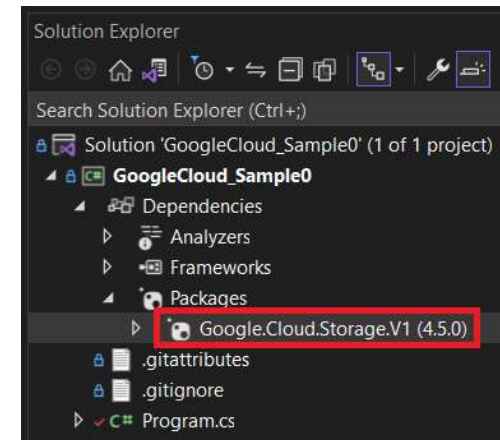 Solution Explorer
Search Solution Explorer (Ctrl+;)
Solution 'GoogleCloud_Sample0' (1 of 1 project)
C# GoogleCloud_Sample0
Dependencies
Analyzers
Frameworks
Packages
Google.Cloud.Storage.V1 (4.5.0)
.gitattributes
.gitignore
C# Program.cs